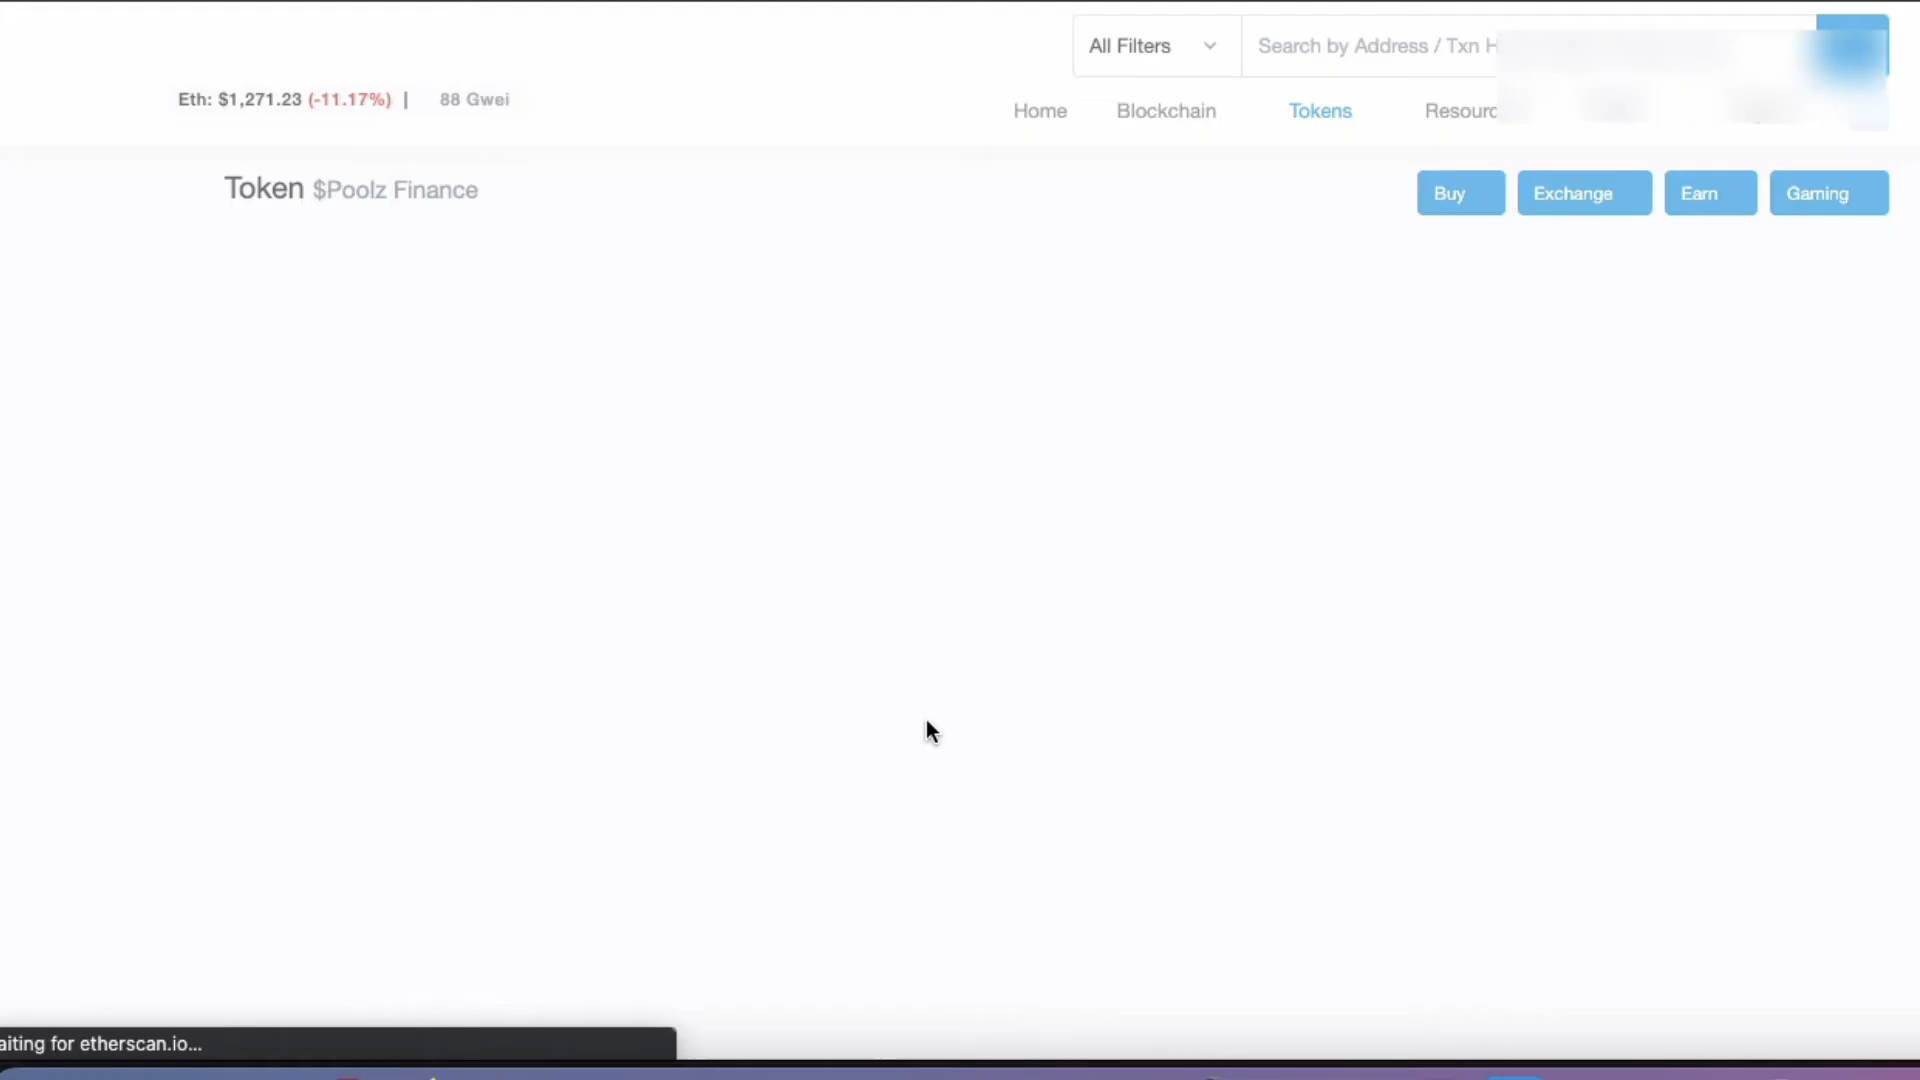 All Filters
Search by Address / Txn H
Eth: $1,271.23 (-11.17%) | 88 Gwei
Home Blockchain Tokens Resourc
Token $Poolz Finance
Buy Exchange Earn Gaming
aiting for etherscan.io...